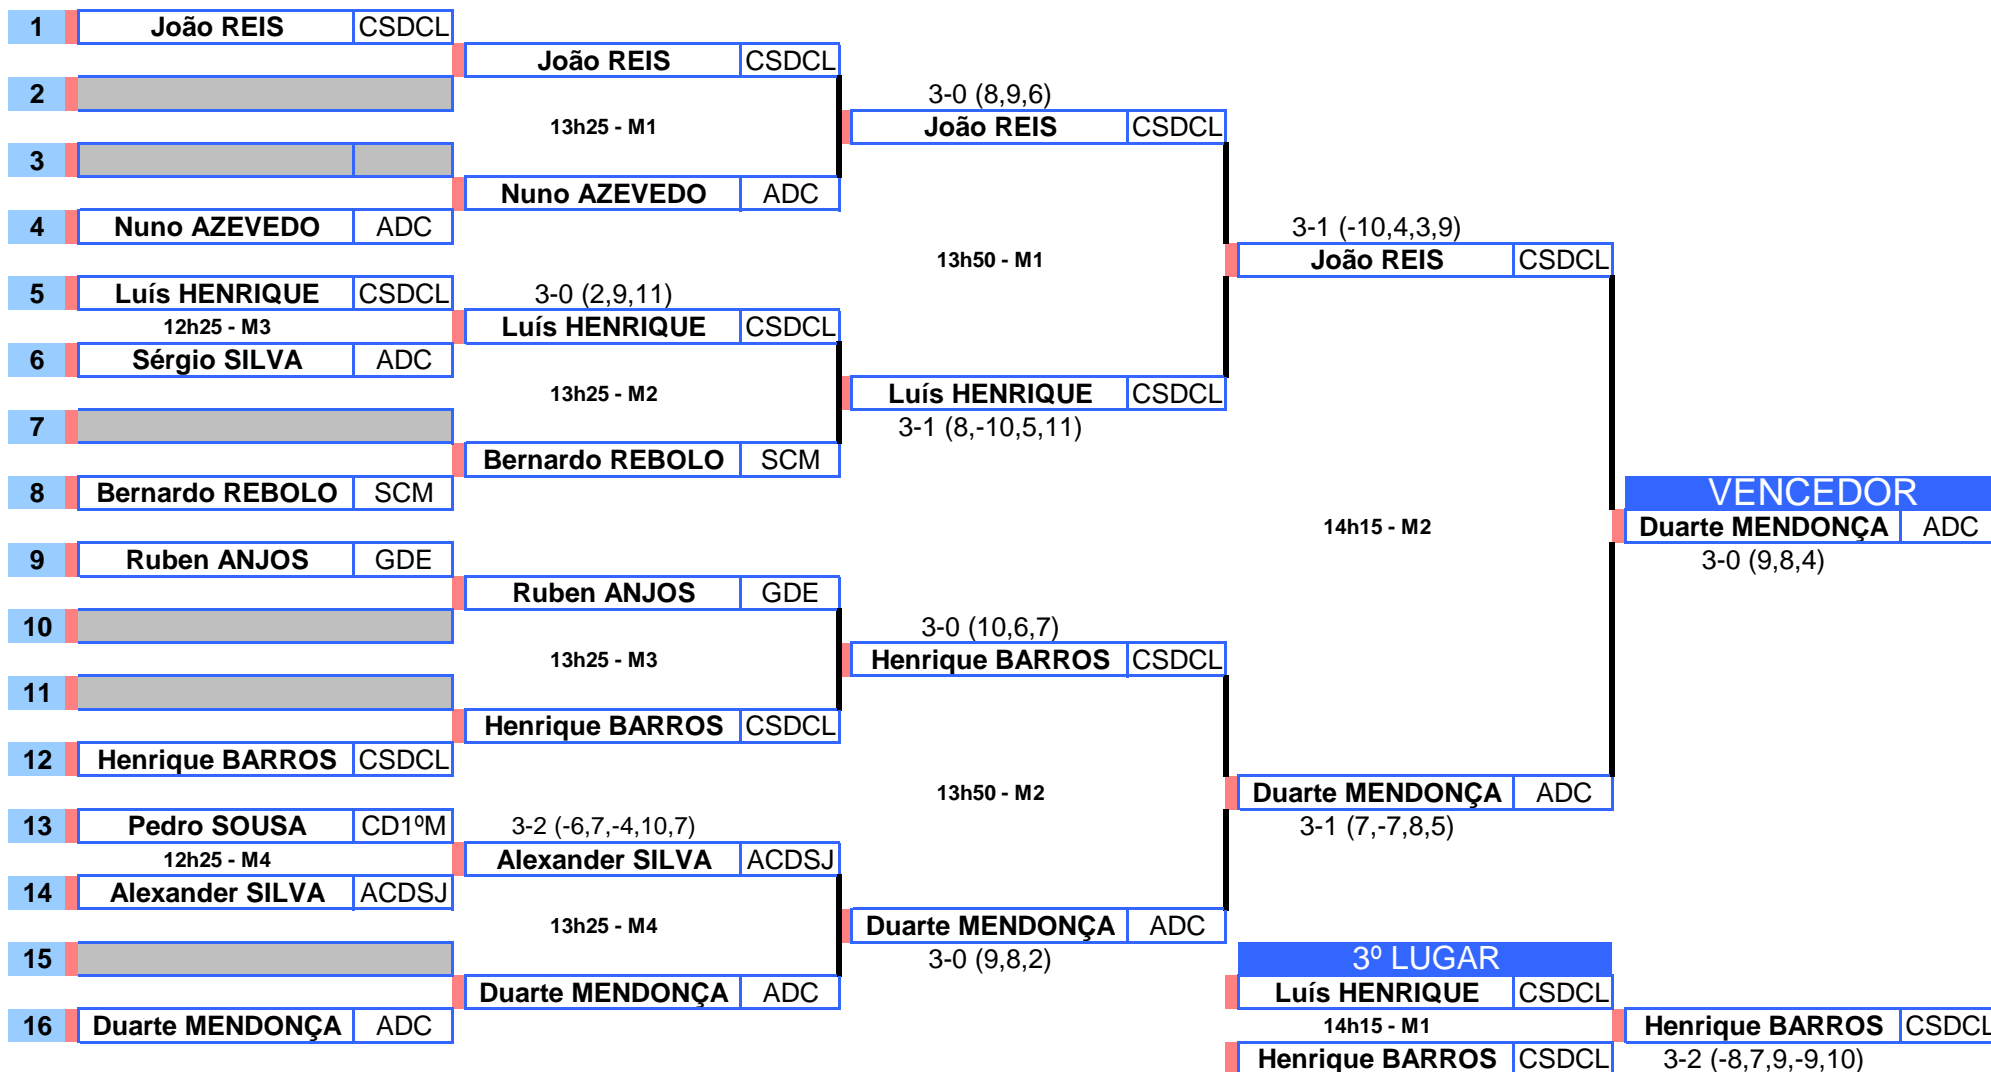 1 João REIS CSDCL
João REIS CSDCL
2 3-0 (8,9,6)
13h25 - M1 João REIS CSDCL
3
Nuno AZEVEDO ADC
4 Nuno AZEVEDO ADC 3-1 (-10,4,3,9)
13h50 - M1 João REIS CSDCL
5 Luís HENRIQUE CSDCL 3-0 (2,9,11)
12h25 - M3 Luís HENRIQUE CSDCL
6 Sérgio SILVA ADC
13h25 - M2 Luís HENRIQUE CSDCL
7 3-1 (8,-10,5,11)
Bernardo REBOLO SCM
8 Bernardo REBOLO SCM VENCEDOR
14h15 - M2 Duarte MENDONÇA ADC
9 Ruben ANJOS GDE 3-0 (9,8,4)
Ruben ANJOS GDE
10 3-0 (10,6,7)
13h25 - M3 Henrique BARROS CSDCL
11
Henrique BARROS CSDCL
12 Henrique BARROS CSDCL
13h50 - M2 Duarte MENDONÇA ADC
13 Pedro SOUSA CD1ºM 3-2 (-6,7,-4,10,7) 3-1 (7,-7,8,5)
12h25 - M4 Alexander SILVA ACDSJ
14 Alexander SILVA ACDSJ
13h25 - M4 Duarte MENDONÇA ADC
15 3-0 (9,8,2) 3º LUGAR
Duarte MENDONÇA ADC Luís HENRIQUE CSDCL
16 Duarte MENDONÇA ADC 14h15 - M1 Henrique BARROS CSDCL
Henrique BARROS CSDCL 3-2 (-8,7,9,-9,10)